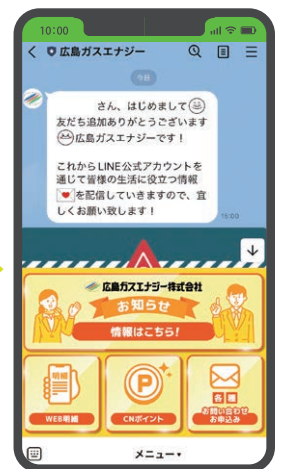 10:00
広島ガスエナジー
今日
さん、はじめまして
友だち追加ありがとうございます
広島ガスエナジーです！
これからLINE公式アカウントを
通じて皆様の生活に役立つ情報
を配信していきますので、宜
しくお願い致します！
15:03
広島ガスエナジー株式会社
お知らせ
情報はこちら!
明細
WEB明細
P
CNポイント
各種
お問い合わせ
お申込み
メニュー▾